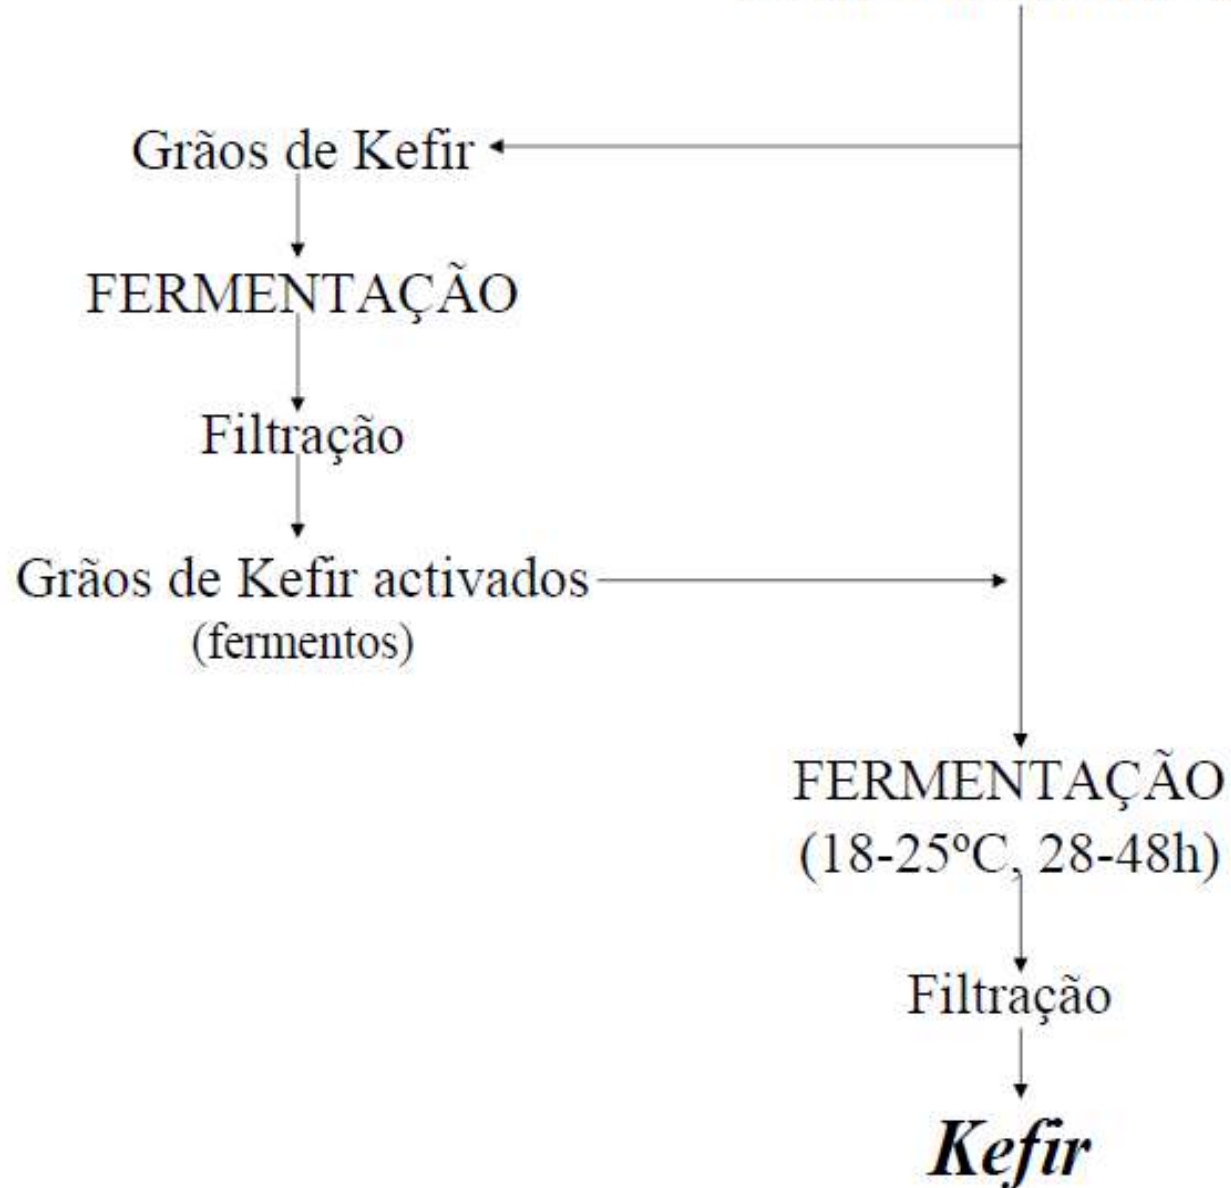 Grãos de Kefir
FERMENTAÇÃO
Filtração
Grãos de Kefir activados
(fermentos)
FERMENTAÇÃO
(18-25ºC, 28-48h)
Filtração
Kefir